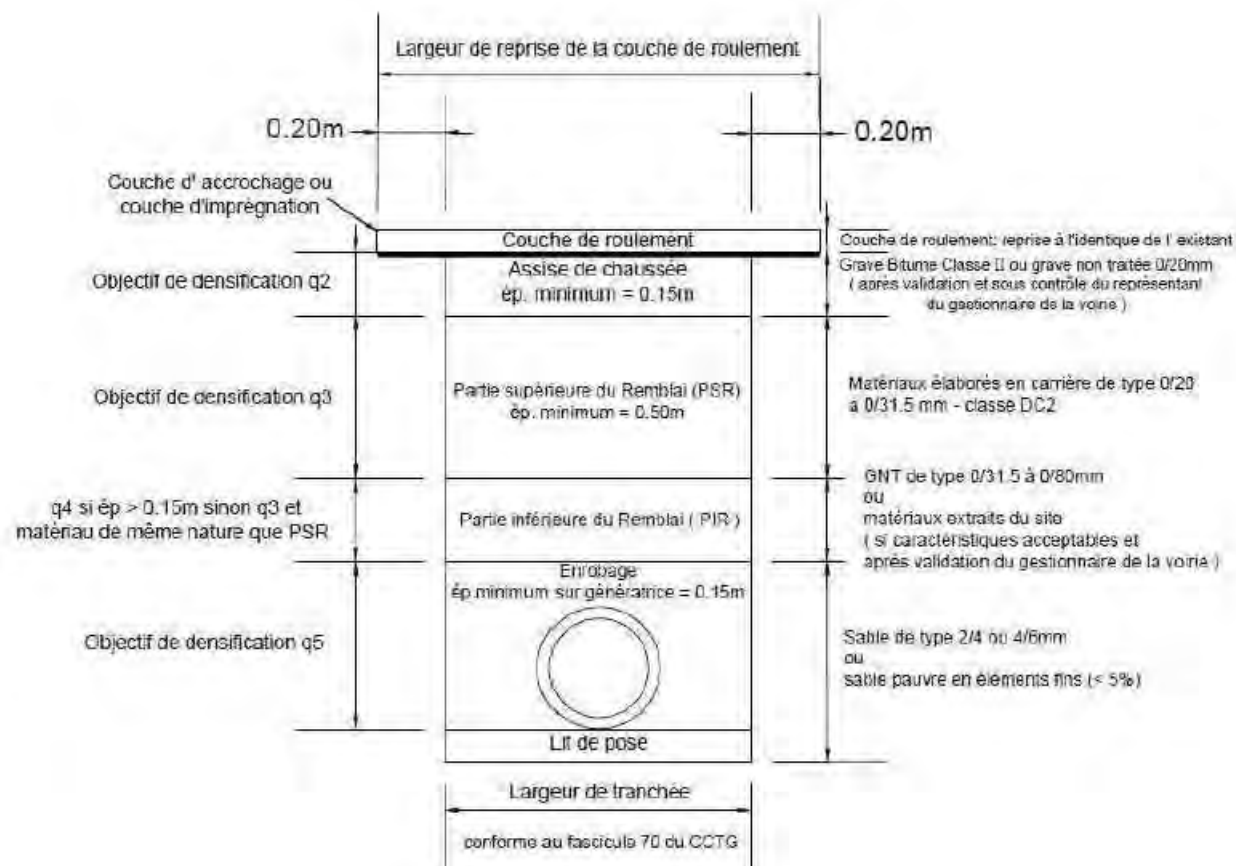 Largeur de reprise de la couche de roulement
0.20m
0.20m
Couche d' accrochage ou
couche d'imprégnation
Couche de roulement
Couche de roulement: reprise à l'identique de l' existant
Objectif de densification q2
Assise de chaussée
ép. minimum = 0.15m
Grave Bitume Classe II ou grave non traitée 0/20mm
( après validation et sous contrôle du représentant
du gestionnaire de la voirie )
Objectif de densification q3
Partie supérieure du Remblai (PSR)
ép. minimum = 0.50m
Matériaux élaborés en carrière de type 0/20
à 0/31.5 mm - classe DC2
q4 si ép > 0.15m sinon q3 et
matériau de même nature que PSR
Partie inférieure du Remblai ( PIR )
GNT de type 0/31.5 à 0/80mm
ou
matériaux extraits du site
( si caractéristiques acceptables et
après validation du gestionnaire de la voirie )
Enrobage
ép minimum sur génératrice = 0.15m
Objectif de densification q5
Sable de type 2/4 ou 4/6mm
ou
sable pauvre en éléments fins (< 5%)
Lit de pose
Largeur de tranchée
conforme au fascicule 70 du CCTG